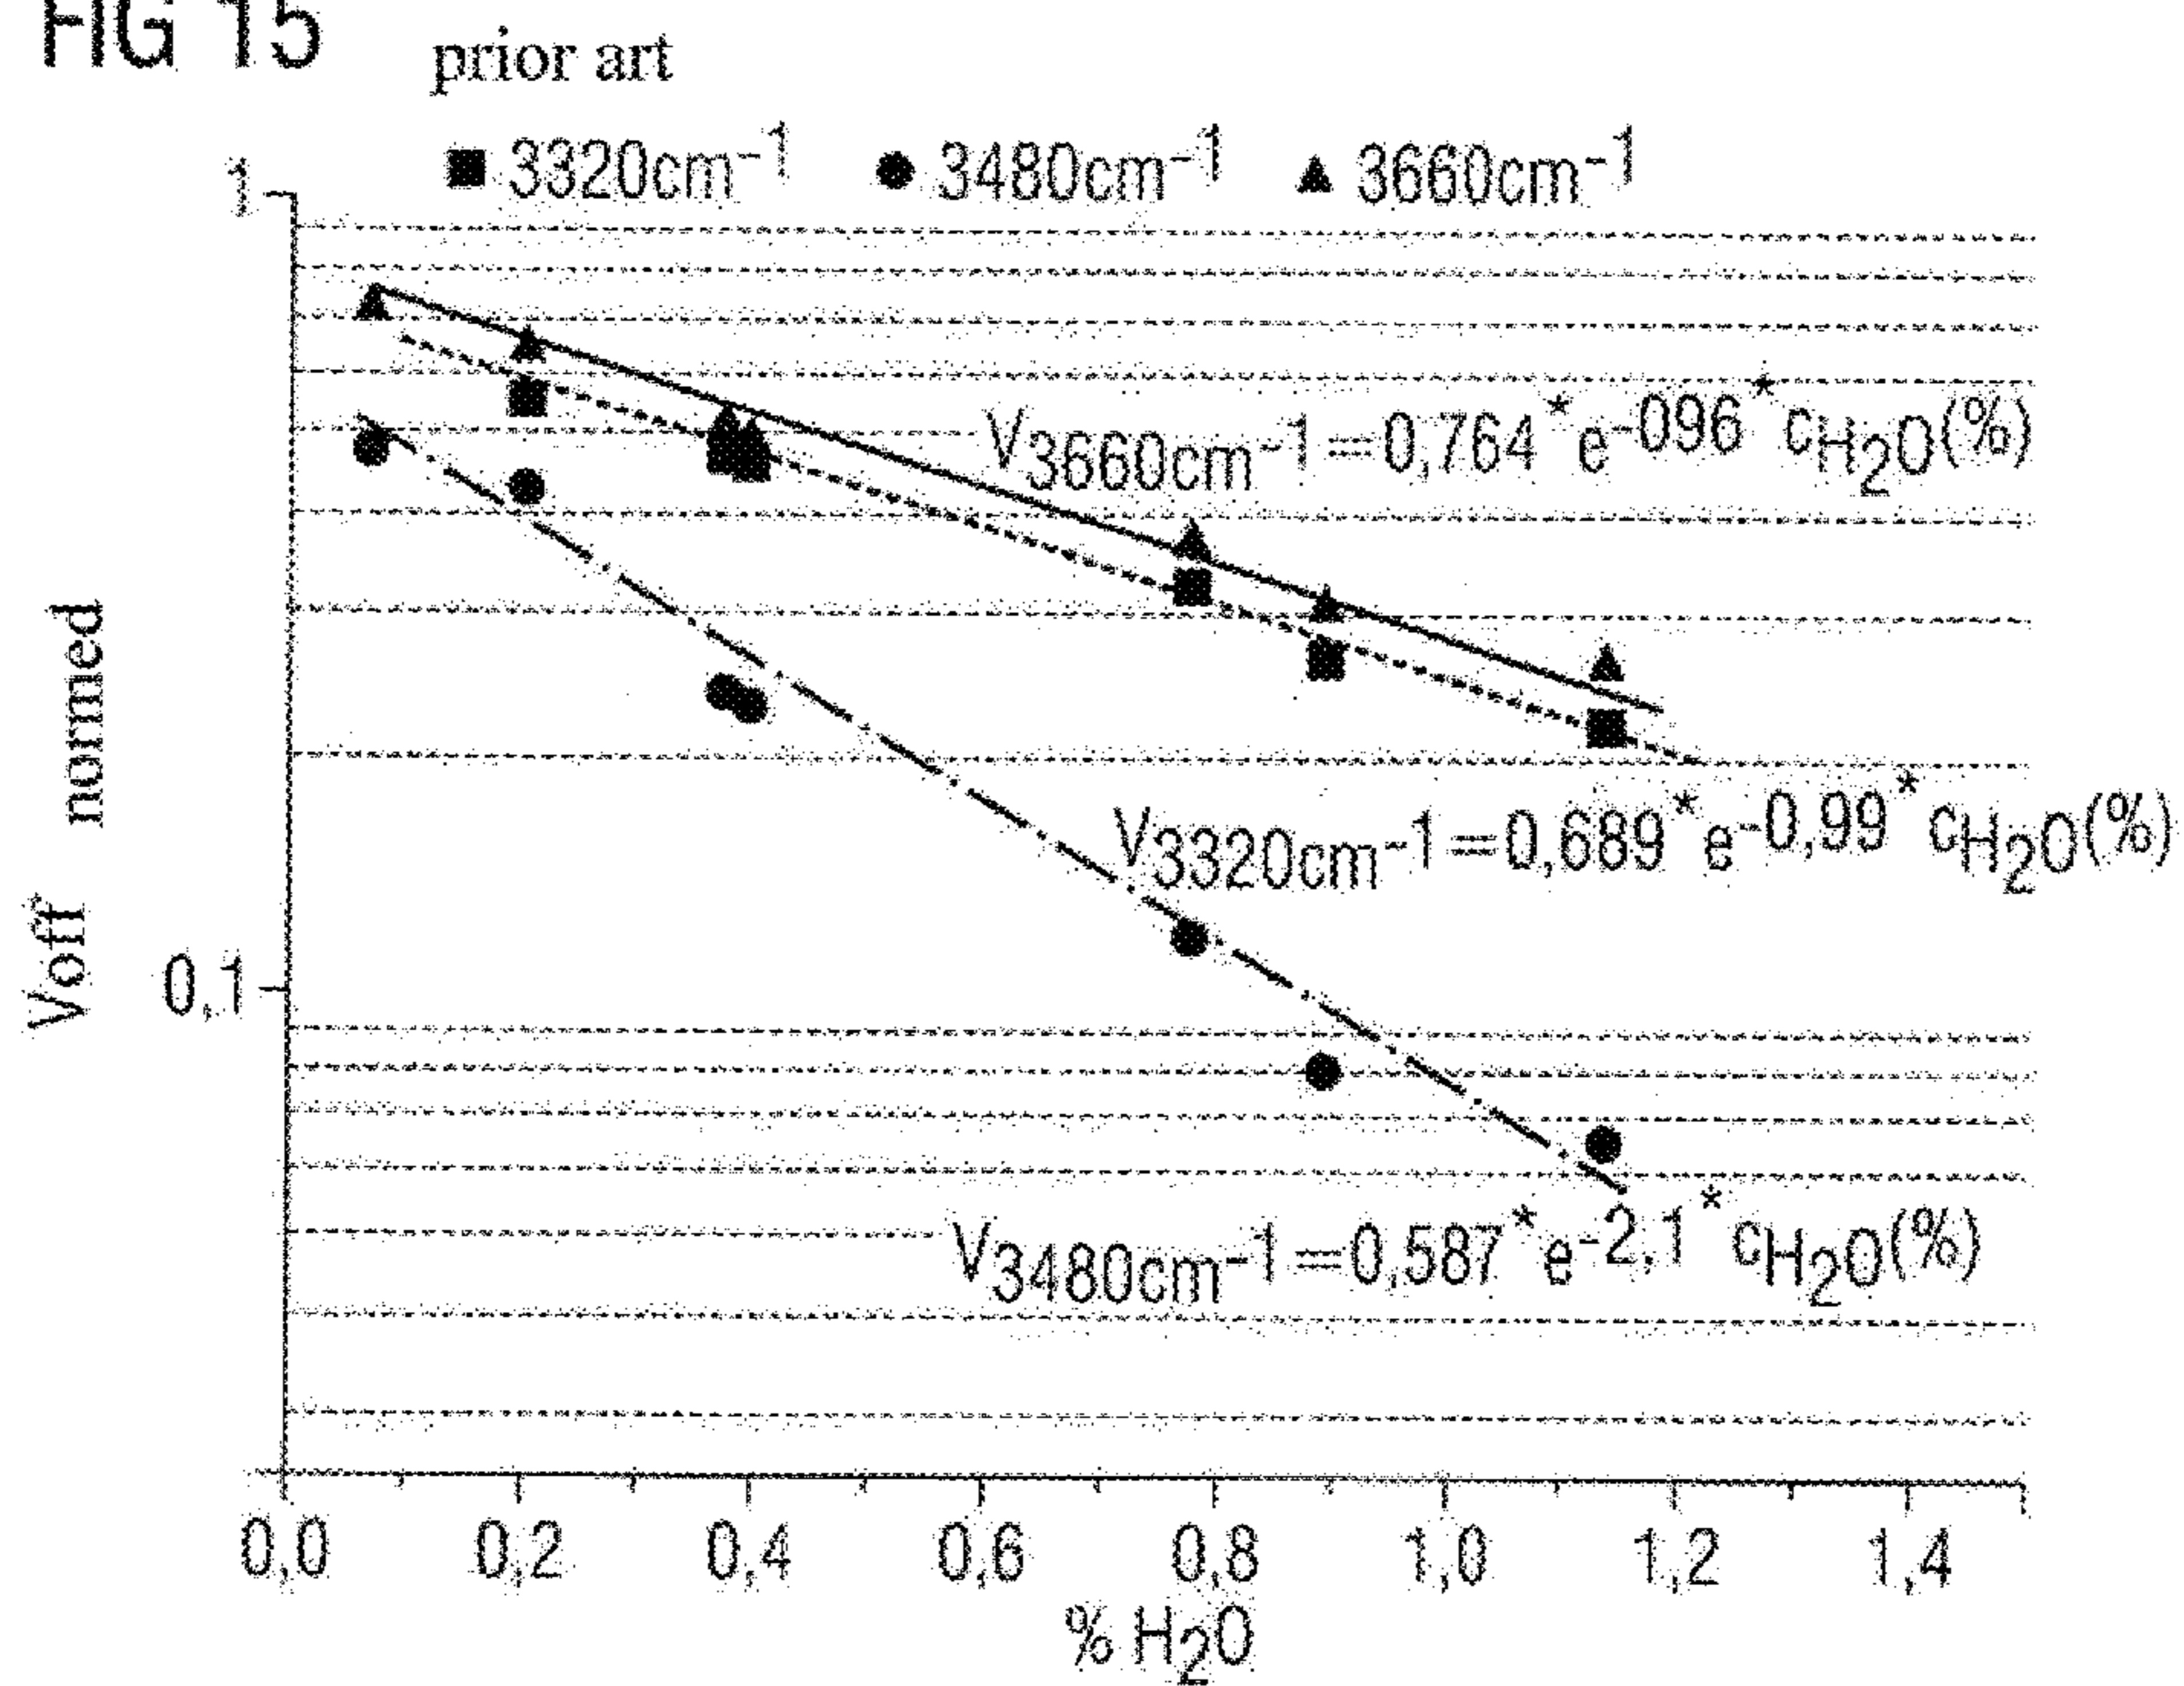 FIG 15
prior art
■ 3320cm⁻¹ ● 3480cm⁻¹ ▲ 3660cm⁻¹
1
V3660cm⁻¹=0,764*e⁻⁰⁹⁶*cH₂O(%)
V3320cm⁻¹=0,689*e⁻⁰,⁹⁹*cH₂O(%)
Voff normed
0,1
V3480cm⁻¹=0,587*e⁻²,¹*cH₂O(%)
0,0 0,2 0,4 0,6 0,8 1,0 1,2 1,4
% H₂O